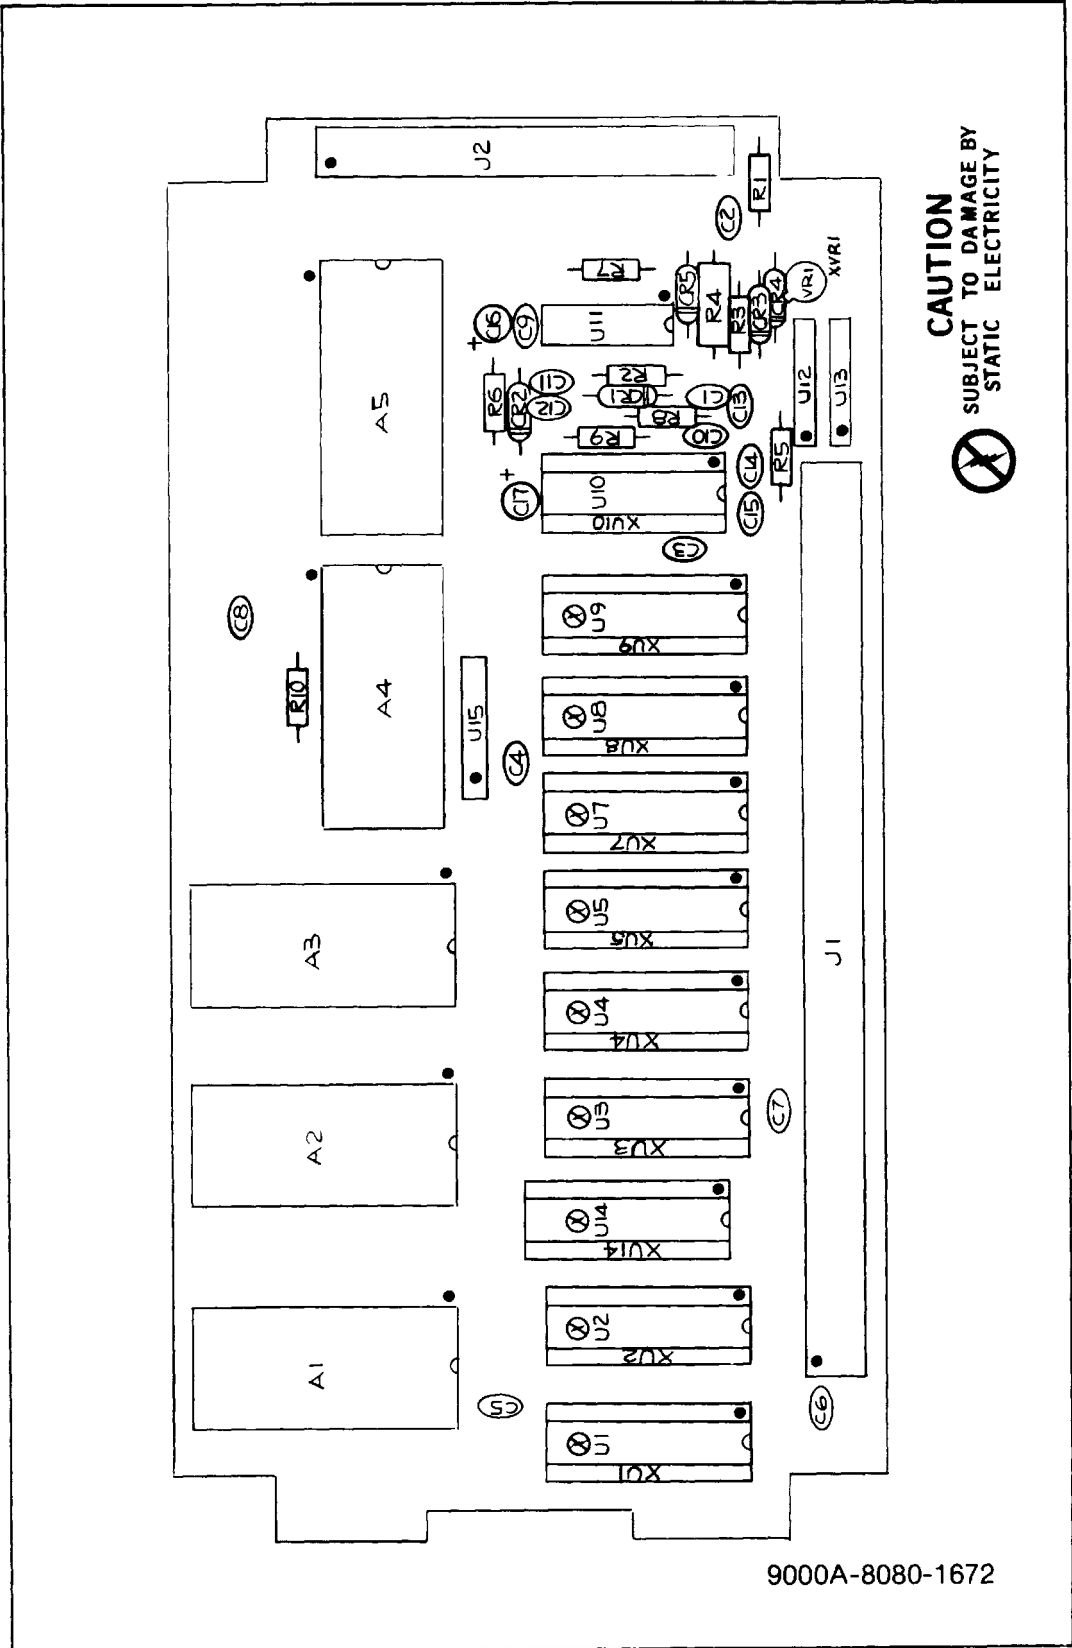 J2
R1
C2
CAUTION
SUBJECT TO DAMAGE BY
STATIC ELECTRICITY
R7
CR5
R4
R3
CR3
CR4
VR1
XVR1
+
C16
C9
U11
A5
R6
CR2
C11
C12
R2
CR1
R8
C1
C13
R9
C10
U12
U13
R5
+
C17
U10
XU10
C14
C15
C3
C8
R10
A4
U15
C4
U9
XU9
U8
XU8
U7
XU7
A3
U5
XU5
J1
U4
XU4
A2
U3
XU3
C7
U14
XU14
U2
XU2
A1
C5
C6
U1
XU1
9000A-8080-1672